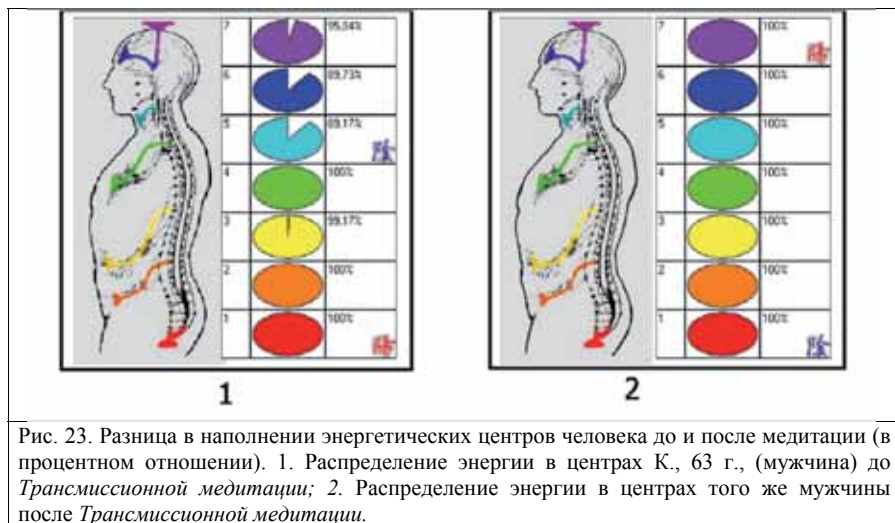 7 95,04% 7 100%
6 89,73% 6 100%
5 89,17% 5 100%
4 100% 4 100%
3 99,17% 3 100%
2 100% 2 100%
1 100% 1 100%
1 2
Рис. 23. Разница в наполнении энергетических центров человека до и после медитации (в
процентном отношении). 1. Распределение энергии в центрах К., 63 г., (мужчина) до
Трансмиссионной медитации; 2. Распределение энергии в центрах того же мужчины
после Трансмиссионной медитации.